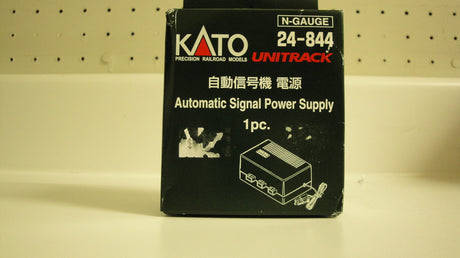 N-GAUGE
24-844
KATO
PRECISION RAILROAD MODELS
UNITRACK
自動信号機 電源
Automatic Signal Power Supply
1pc.